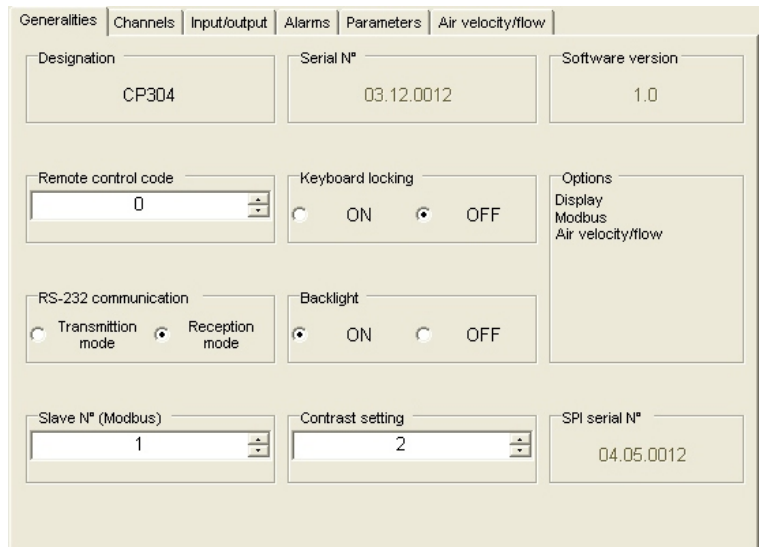 Generalities Channels Input/output Alarms Parameters Air velocity/flow
Designation
CP304
Serial N°
03.12.0012
Software version
1.0
Remote control code
0
Keyboard locking
ON OFF
Options
Display
Modbus
Air velocity/flow
RS-232 communication
Transmittion
mode
Reception
mode
Backlight
ON OFF
Slave N° (Modbus)
1
Contrast setting
2
SPI serial N°
04.05.0012